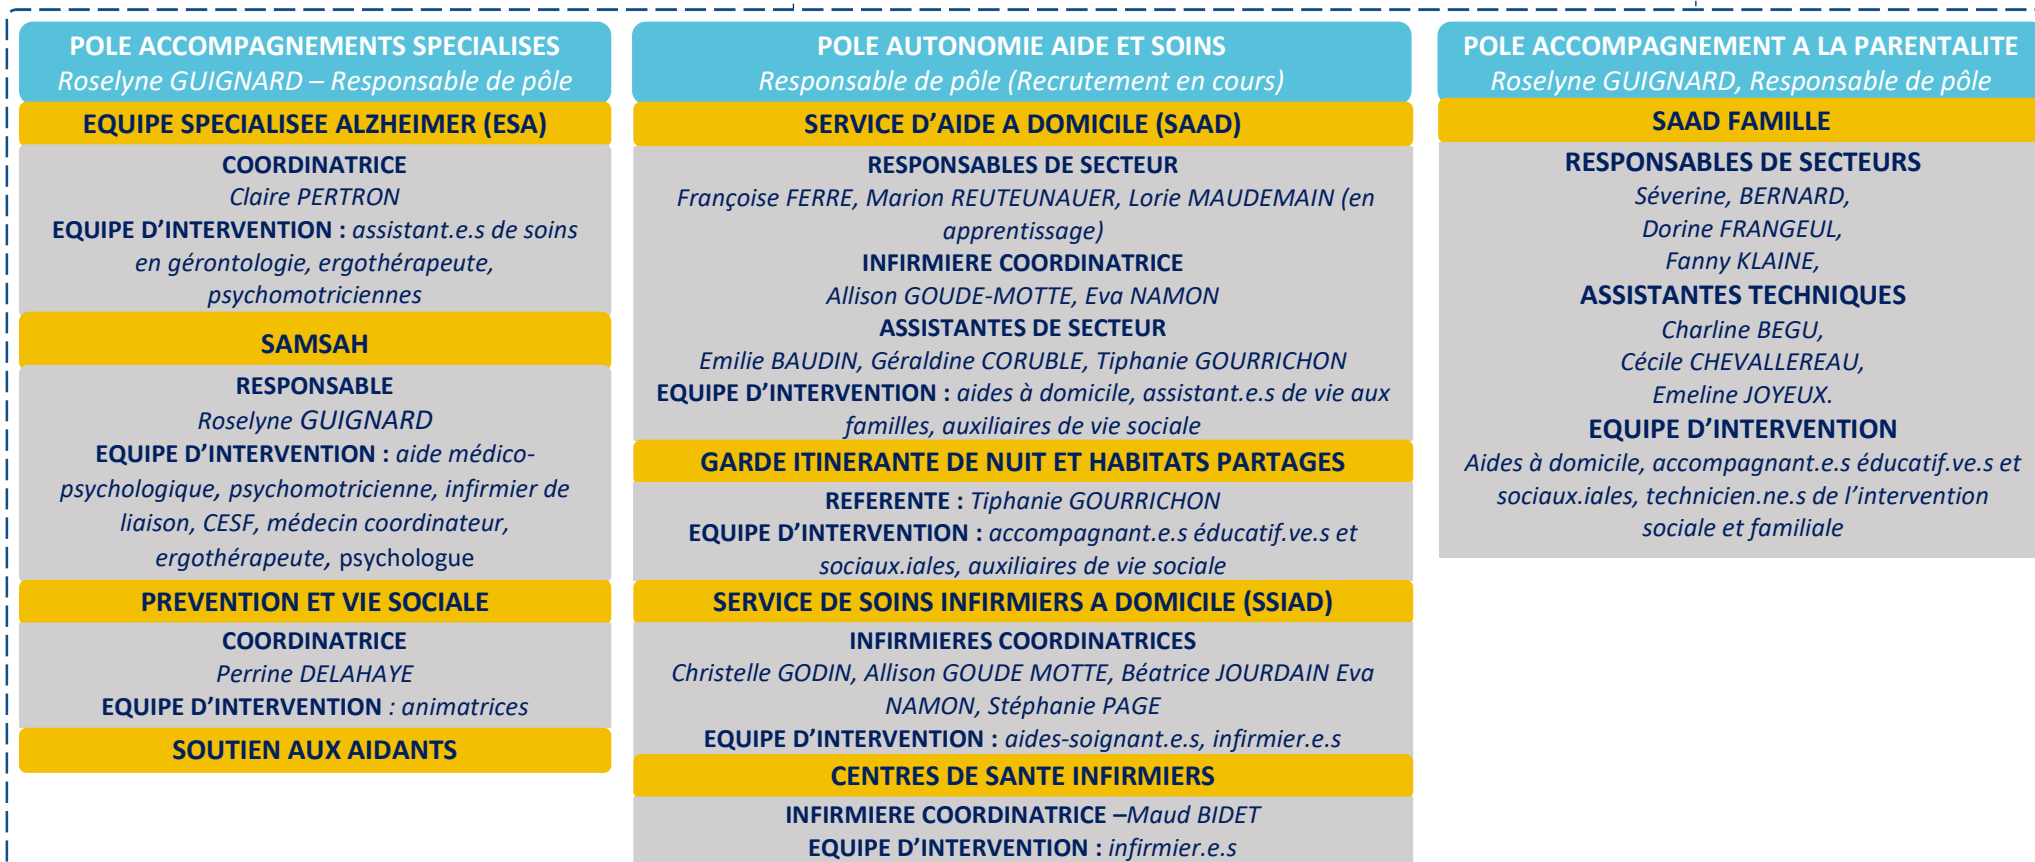 POLE ACCOMPAGNEMENTS SPECIALISES
Roselyne GUIGNARD – Responsable de pôle
EQUIPE SPECIALISEE ALZHEIMER (ESA)
COORDINATRICE
Claire PERTRON
EQUIPE D'INTERVENTION : assistant.e.s de soins
en gérontologie, ergothérapeute,
psychomotriciennes
SAMSAH
RESPONSABLE
Roselyne GUIGNARD
EQUIPE D'INTERVENTION : aide médico-
psychologique, psychomotricienne, infirmier de
liaison, CESF, médecin coordinateur,
ergothérapeute, psychologue
PREVENTION ET VIE SOCIALE
COORDINATRICE
Perrine DELAHAYE
EQUIPE D'INTERVENTION : animatrices
SOUTIEN AUX AIDANTS
POLE AUTONOMIE AIDE ET SOINS
Responsable de pôle (Recrutement en cours)
SERVICE D'AIDE A DOMICILE (SAAD)
RESPONSABLES DE SECTEUR
Françoise FERRE, Marion REUTEUNAUER, Lorie MAUDEMAIN (en
apprentissage)
INFIRMIERE COORDINATRICE
Allison GOUDE-MOTTE, Eva NAMON
ASSISTANTES DE SECTEUR
Emilie BAUDIN, Géraldine CORUBLE, Tiphanie GOURRICHON
EQUIPE D'INTERVENTION : aides à domicile, assistant.e.s de vie aux
familles, auxiliaires de vie sociale
GARDE ITINERANTE DE NUIT ET HABITATS PARTAGES
REFERENTE : Tiphanie GOURRICHON
EQUIPE D'INTERVENTION : accompagnant.e.s éducatif.ve.s et
sociaux.iales, auxiliaires de vie sociale
SERVICE DE SOINS INFIRMIERS A DOMICILE (SSIAD)
INFIRMIERES COORDINATRICES
Christelle GODIN, Allison GOUDE MOTTE, Béatrice JOURDAIN Eva
NAMON, Stéphanie PAGE
EQUIPE D'INTERVENTION : aides-soignant.e.s, infirmier.e.s
CENTRES DE SANTE INFIRMIERS
INFIRMIERE COORDINATRICE –Maud BIDET
EQUIPE D'INTERVENTION : infirmier.e.s
POLE ACCOMPAGNEMENT A LA PARENTALITE
Roselyne GUIGNARD, Responsable de pôle
SAAD FAMILLE
RESPONSABLES DE SECTEURS
Séverine, BERNARD,
Dorine FRANGEUL,
Fanny KLAINE,
ASSISTANTES TECHNIQUES
Charline BEGU,
Cécile CHEVALLEREAU,
Emeline JOYEUX.
EQUIPE D'INTERVENTION
Aides à domicile, accompagnant.e.s éducatif.ve.s et
sociaux.iales, technicien.ne.s de l'intervention
sociale et familiale